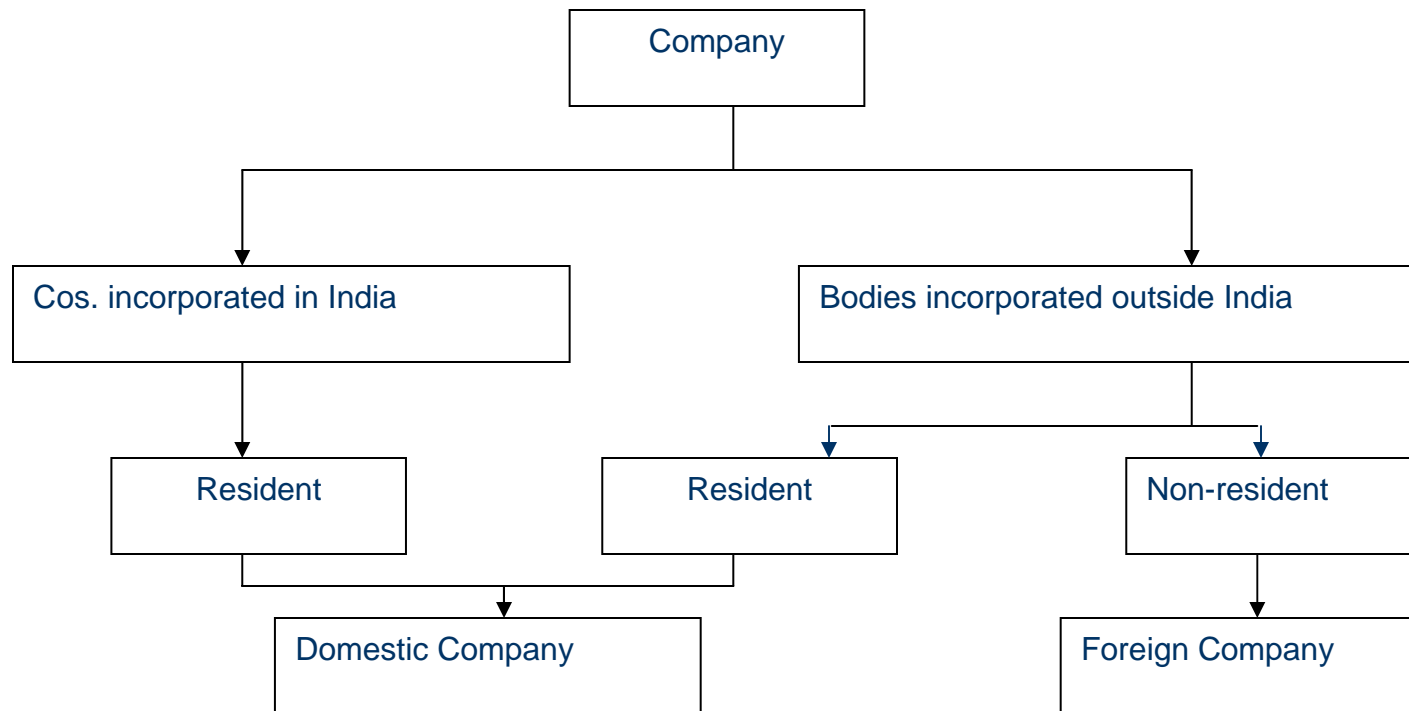 Company
Cos. incorporated in India
Bodies incorporated outside India
Resident
Resident
Non-resident
Domestic Company
Foreign Company